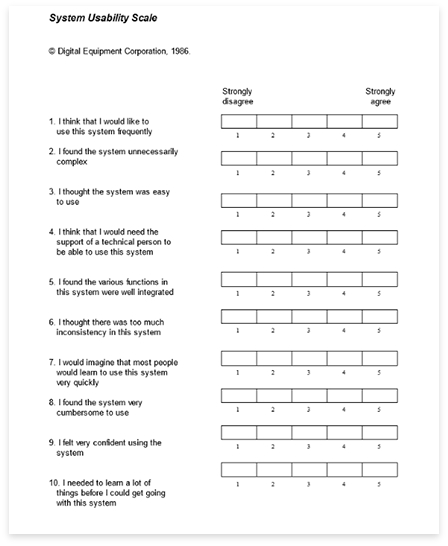 System Usability Scale
© Digital Equipment Corporation, 1986.
Strongly disagree
Strongly agree
1. I think that I would like to
use this system frequently
1 2 3 4 5
2. I found the system unnecessarily
complex
1 2 3 4 5
3. I thought the system was easy
to use
1 2 3 4 5
4. I think that I would need the
support of a technical person to
be able to use this system
1 2 3 4 5
5. I found the various functions in
this system were well integrated
1 2 3 4 5
6. I thought there was too much
inconsistency in this system
1 2 3 4 5
7. I would imagine that most people
would learn to use this system
very quickly
1 2 3 4 5
8. I found the system very
cumbersome to use
1 2 3 4 5
9. I felt very confident using the
system
1 2 3 4 5
10. I needed to learn a lot of
things before I could get going
with this system
1 2 3 4 5